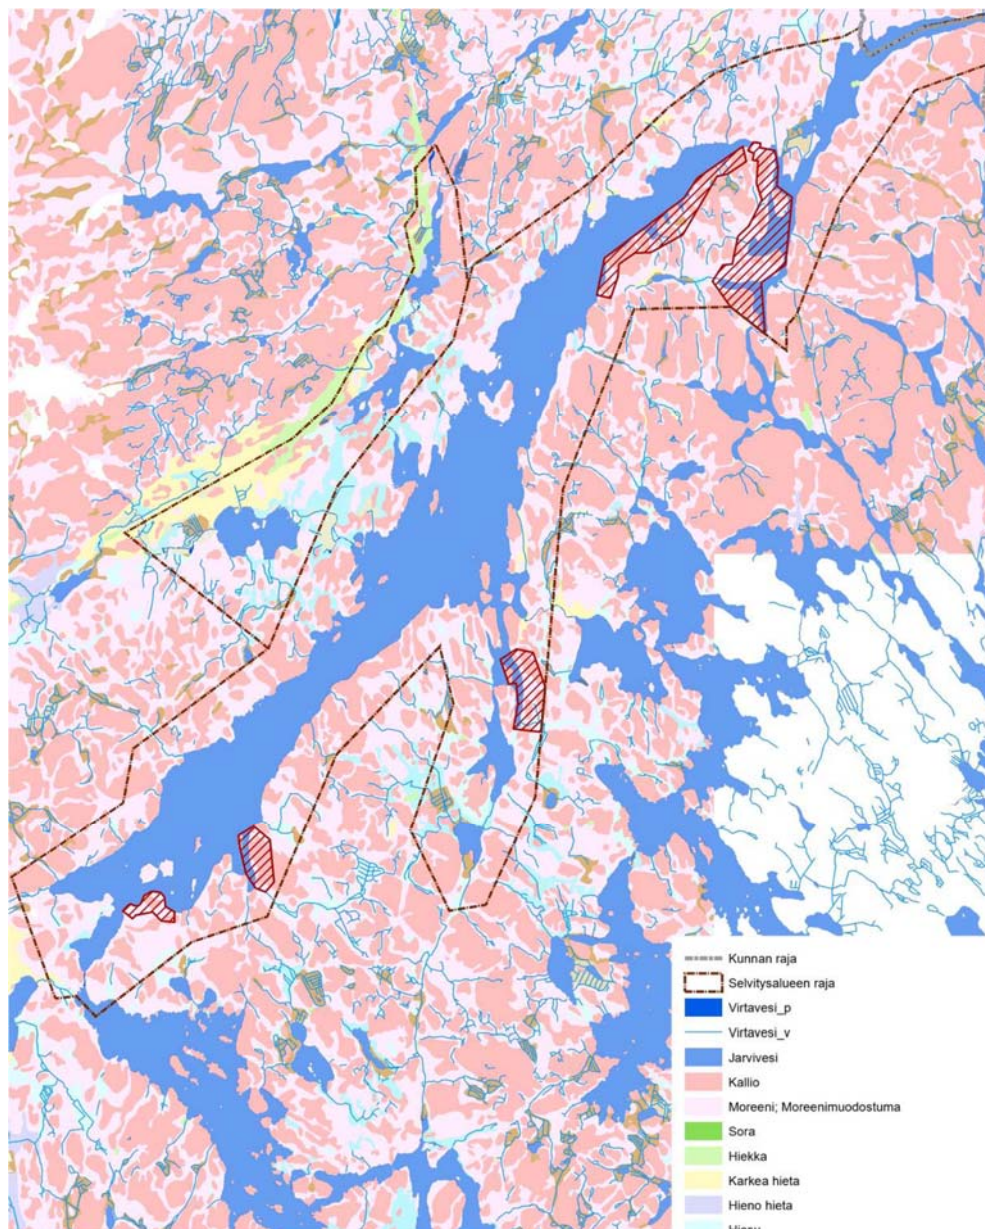 Kunnan raja
Selvitysalueen raja
Virtavesi_p
Virtavesi_v
Jarvivesi
Kallio
Moreeni; Moreenimuodostuma
Sora
Hiekka
Karkea hieta
Hieno hieta